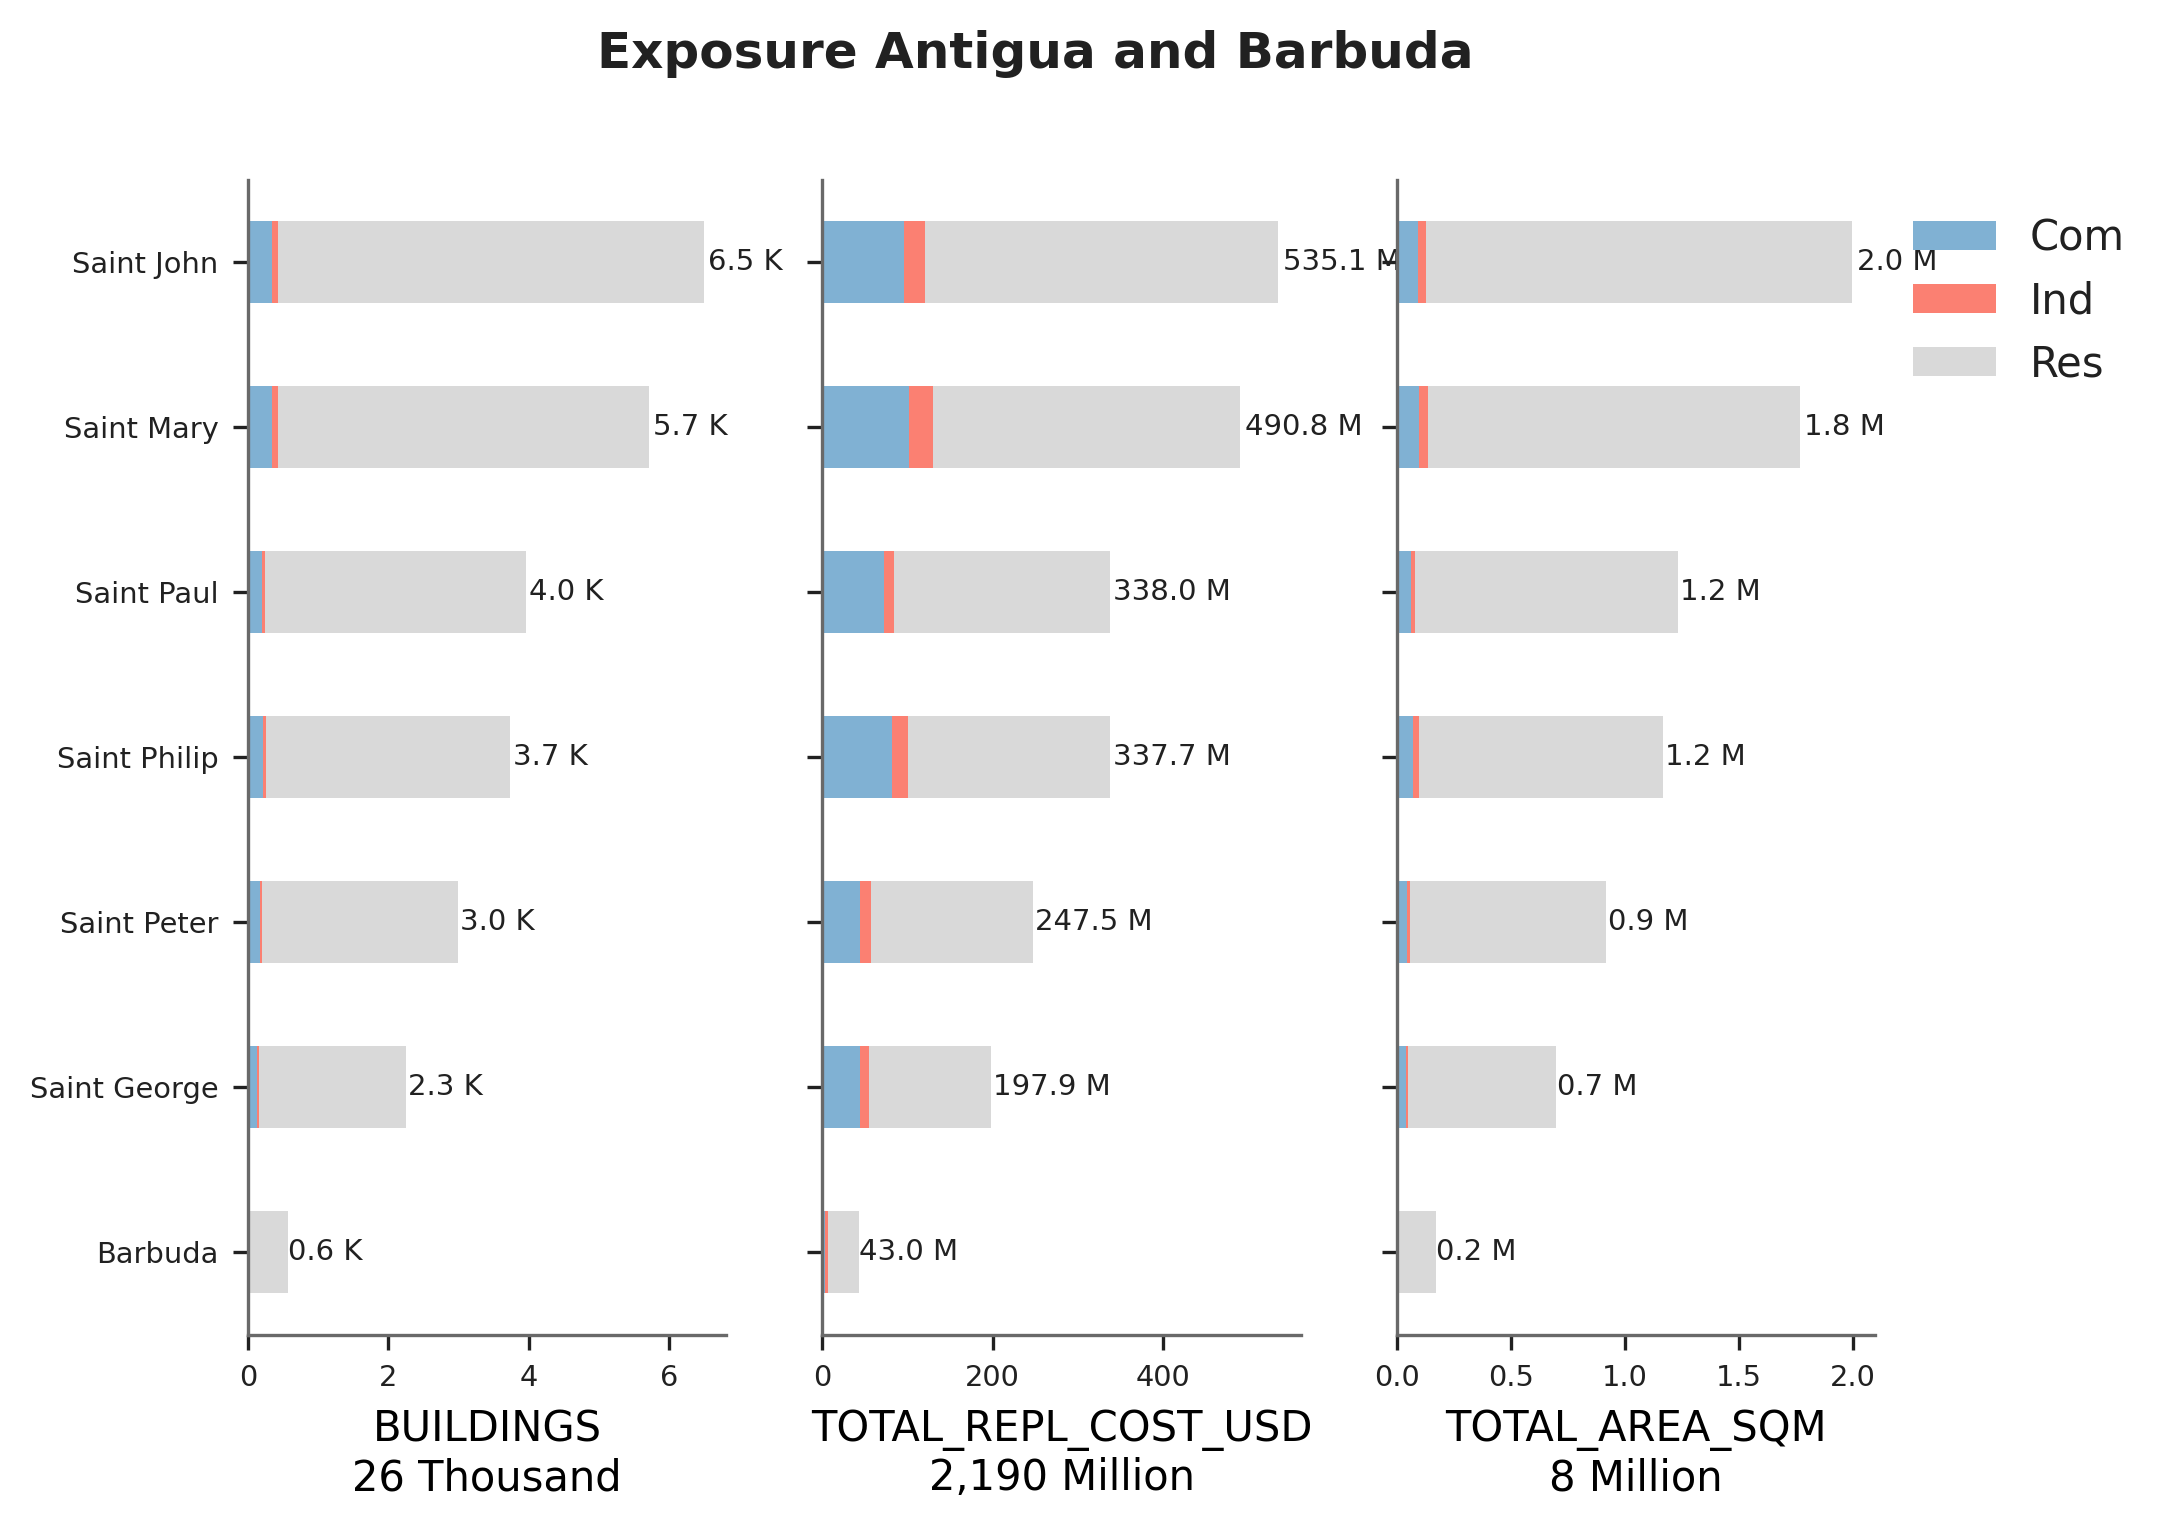 Exposure Antigua and Barbuda
Saint John
6.5 K
535.1 M
2.0 M
Com
Ind
Res
Saint Mary
5.7 K
490.8 M
1.8 M
Saint Paul
4.0 K
338.0 M
1.2 M
Saint Philip
3.7 K
337.7 M
1.2 M
Saint Peter
3.0 K
247.5 M
0.9 M
Saint George
2.3 K
197.9 M
0.7 M
Barbuda
0.6 K
43.0 M
0.2 M
0 2 4 6
0 200 400
0.0 0.5 1.0 1.5 2.0
BUILDINGS
26 Thousand
TOTAL_REPL_COST_USD
2,190 Million
TOTAL_AREA_SQM
8 Million